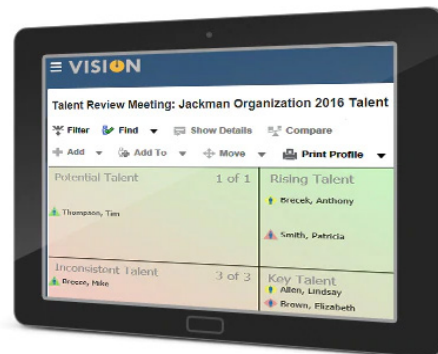 ≡ VISION
Talent Review Meeting: Jackman Organization 2016 Talent
Filter Find Show Details Compare
Add Add To Move Print Profile
Potential Talent 1 of 1 Rising Talent
Brecek, Anthony
Thompson, Tim
Smith, Patricia
Inconsistent Talent 3 of 3 Key Talent
Breese, Mike Allen, Lindsay
Brown, Elizabeth